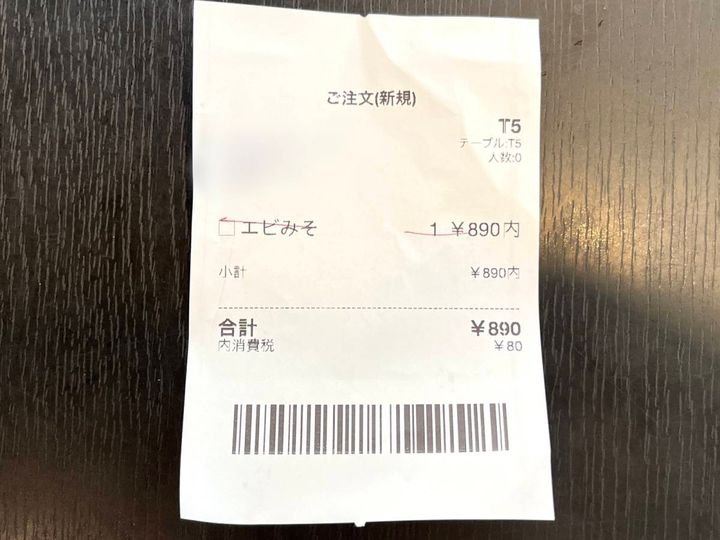 ご注文(新規)
T5
テーブル:T5
人数:0
エビみそ 1 ¥890内
小計 ¥890内
合計 ¥890
内消費税 ¥80